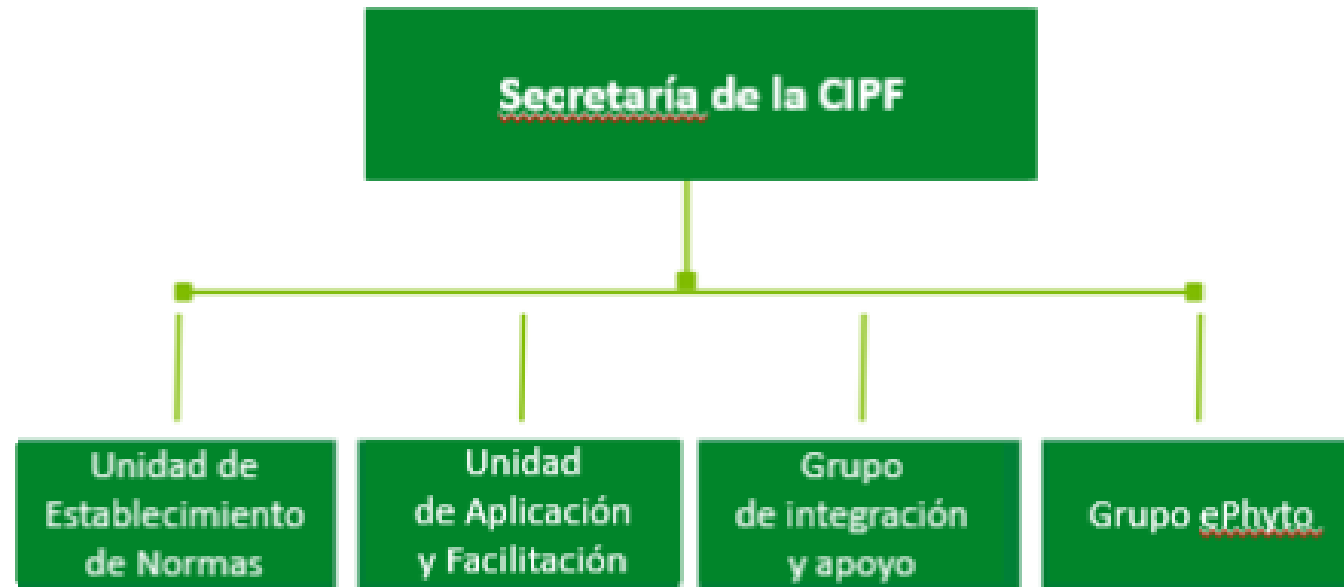 Secretaría de la CIPF
Unidad de
Establecimiento
de Normas
Unidad
de Aplicación
y Facilitación
Grupo
de integración
y apoyo
Grupo ePhyto